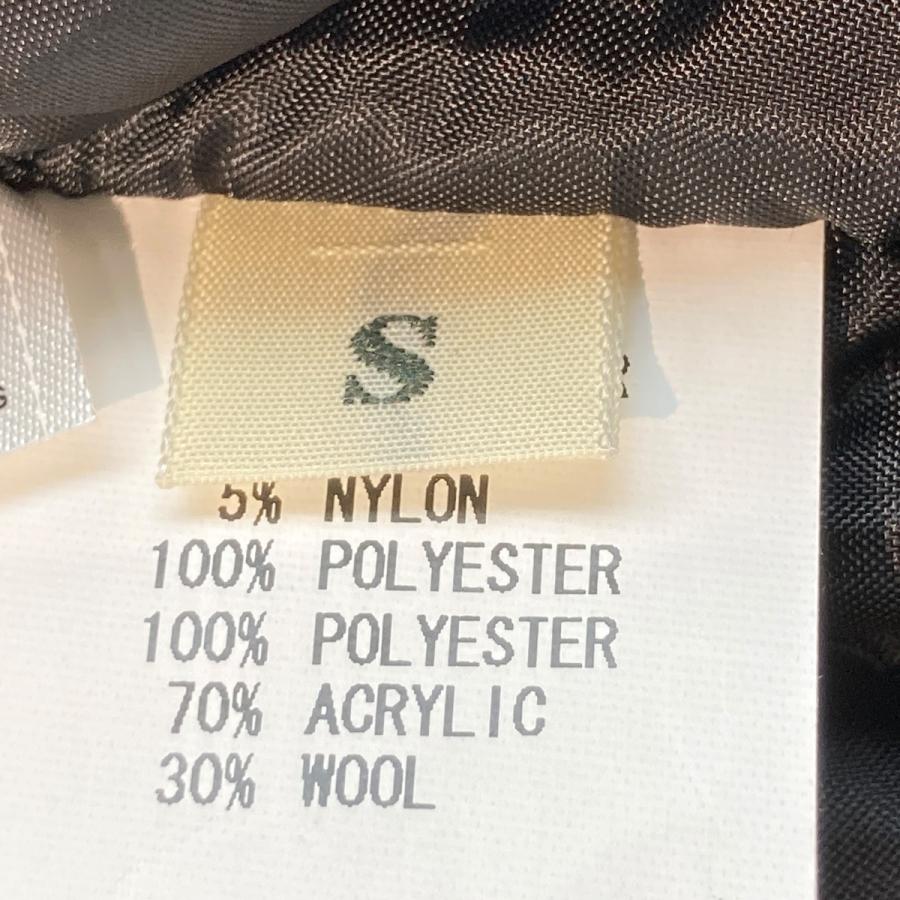 S
5% NYLON
100% POLYESTER
100% POLYESTER
70% ACRYLIC
30% WOOL